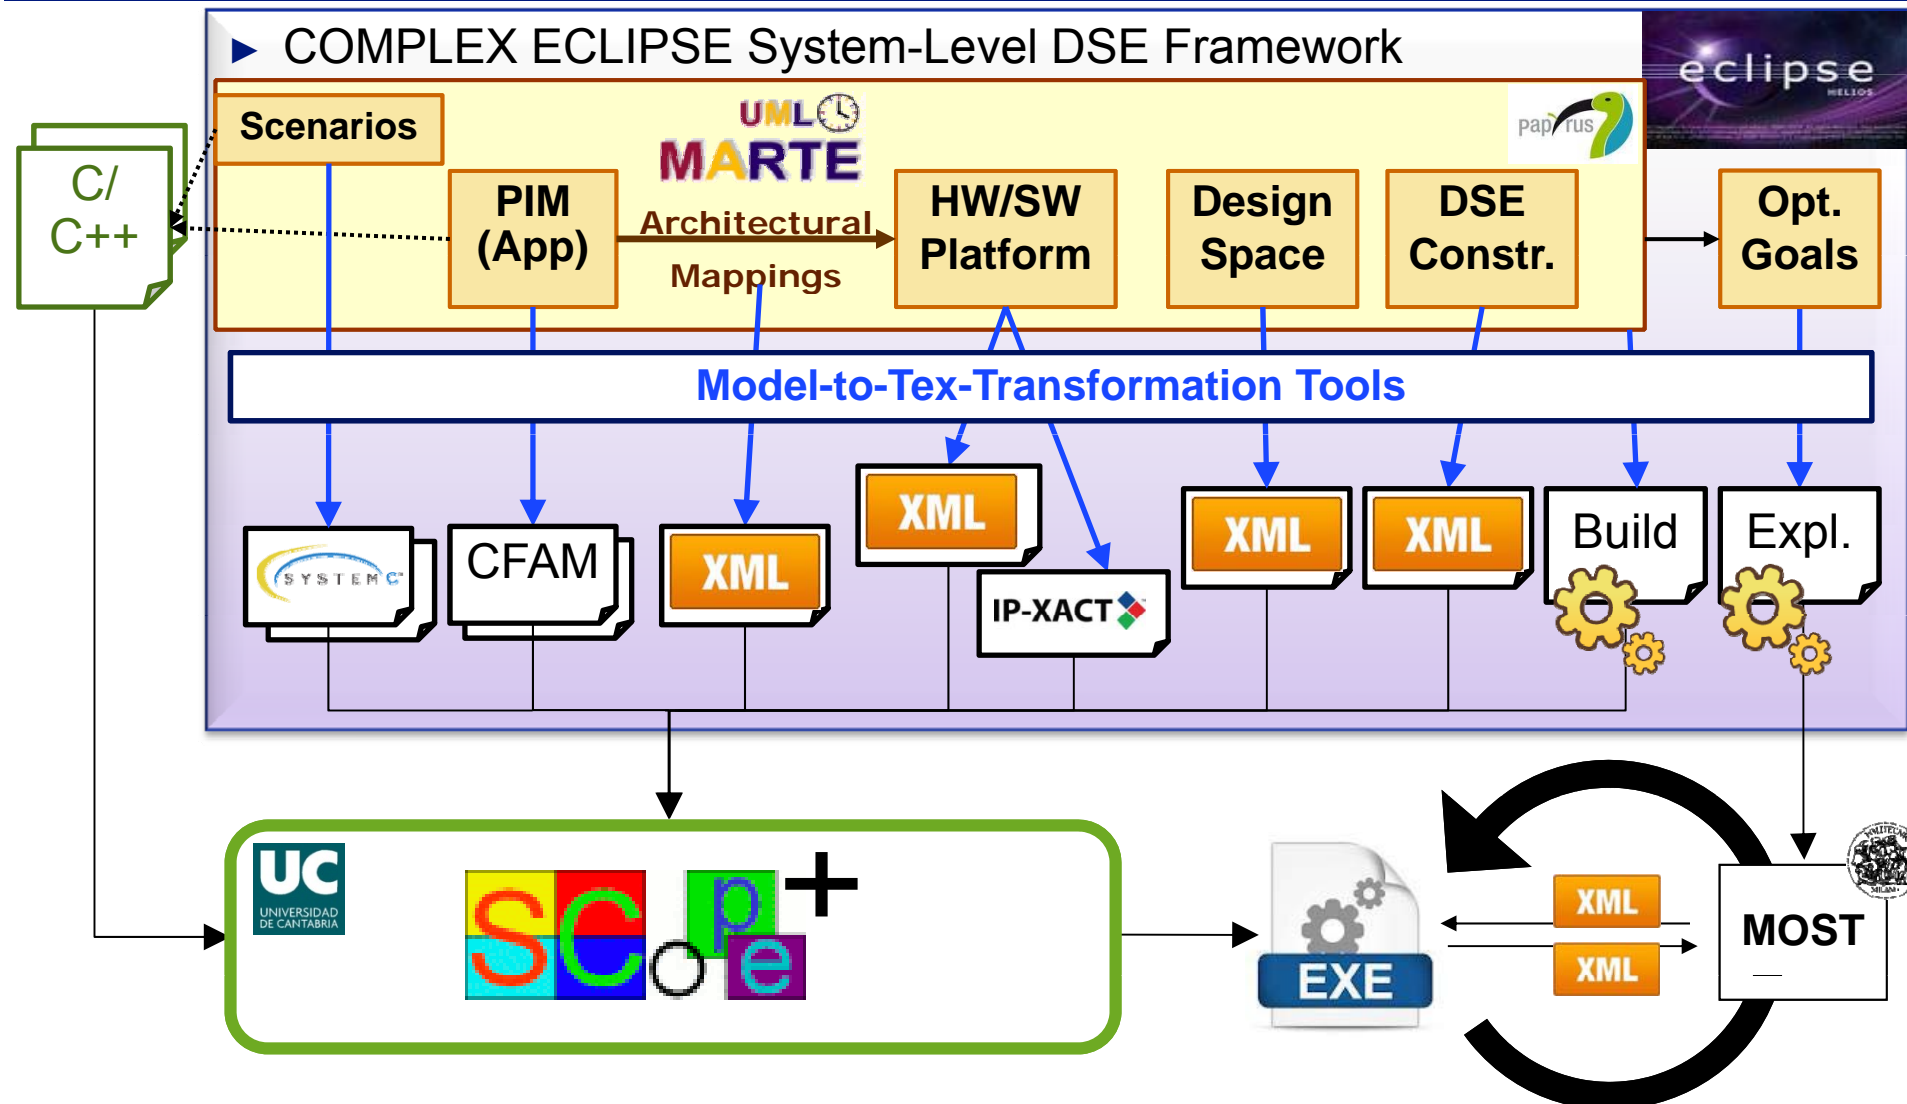 ► COMPLEX ECLIPSE System-Level DSE Framework
eclipse
HELIOS
Scenarios
UML
MARTE
papyrus
C/
C++
PIM
(App)
Architectural
Mappings
HW/SW
Platform
Design
Space
DSE
Constr.
Opt.
Goals
Model-to-Tex-Transformation Tools
SYSTEM C
CFAM
XML
XML
IP-XACT
XML
XML
Build
Expl.
UC
UNIVERSIDAD
DE CANTABRIA
SCope+
EXE
XML
XML
MOST